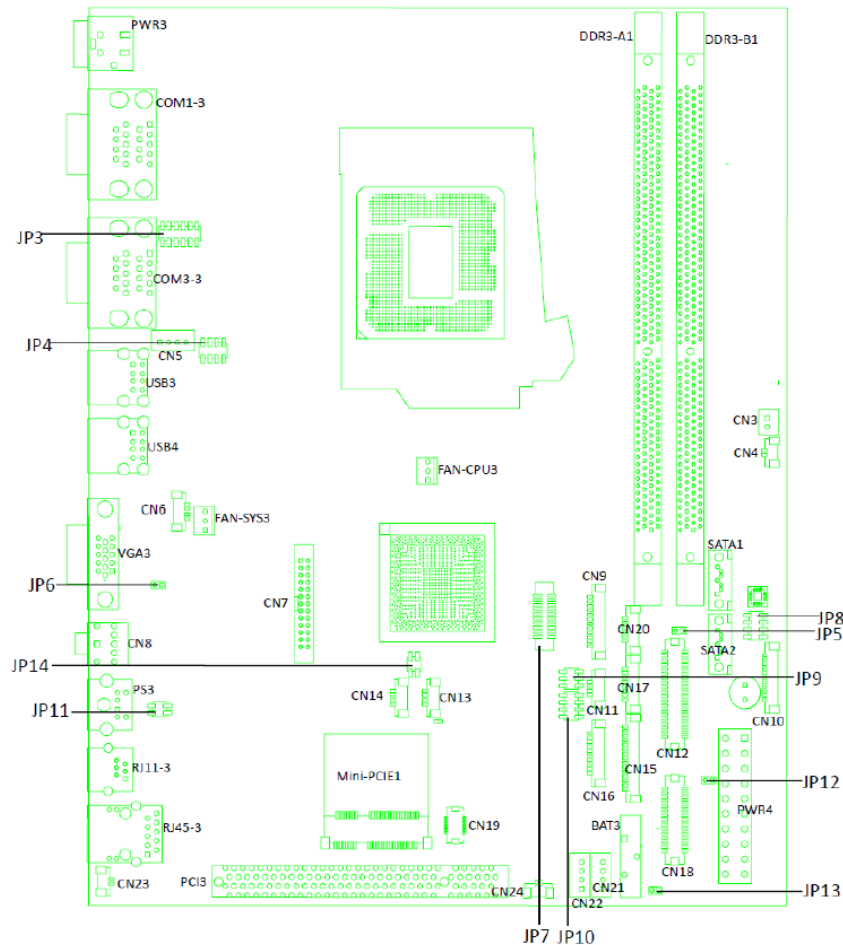 PWR3
DDR3-A1
DDR3-B1
COM1-3
JP3
COM3-3
JP4
CN5
USB3
CN3
USB4
CN4
FAN-CPU3
CN6
FAN-SYS3
VGA3
SATA1
JP6
CN7
CN9
JP8
CN8
CN20
JP5
SATA2
JP14
PS3
CN14
CN13
CN17
JP9
JP11
CN11
CN10
CN12
RJ11-3
Mini-PCIE1
CN15
CN16
JP12
PWR4
RJ45-3
CN19
BAT3
CN18
CN23
PCI3
CN24
CN21
CN22
JP13
JP7
JP10